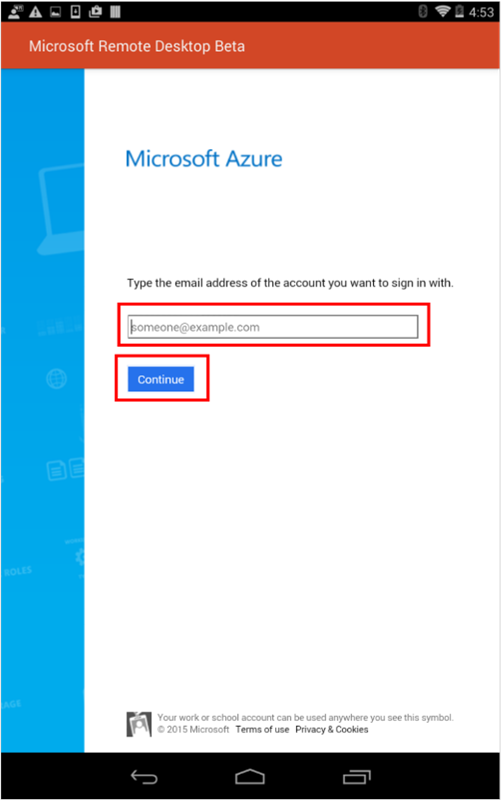 4:53
Microsoft Remote Desktop Beta
Microsoft Azure
Type the email address of the account you want to sign in with.
someone@example.com
Continue
ROLES
AGE
Your work or school account can be used anywhere you see this symbol.
© 2015 Microsoft Terms of use Privacy & Cookies